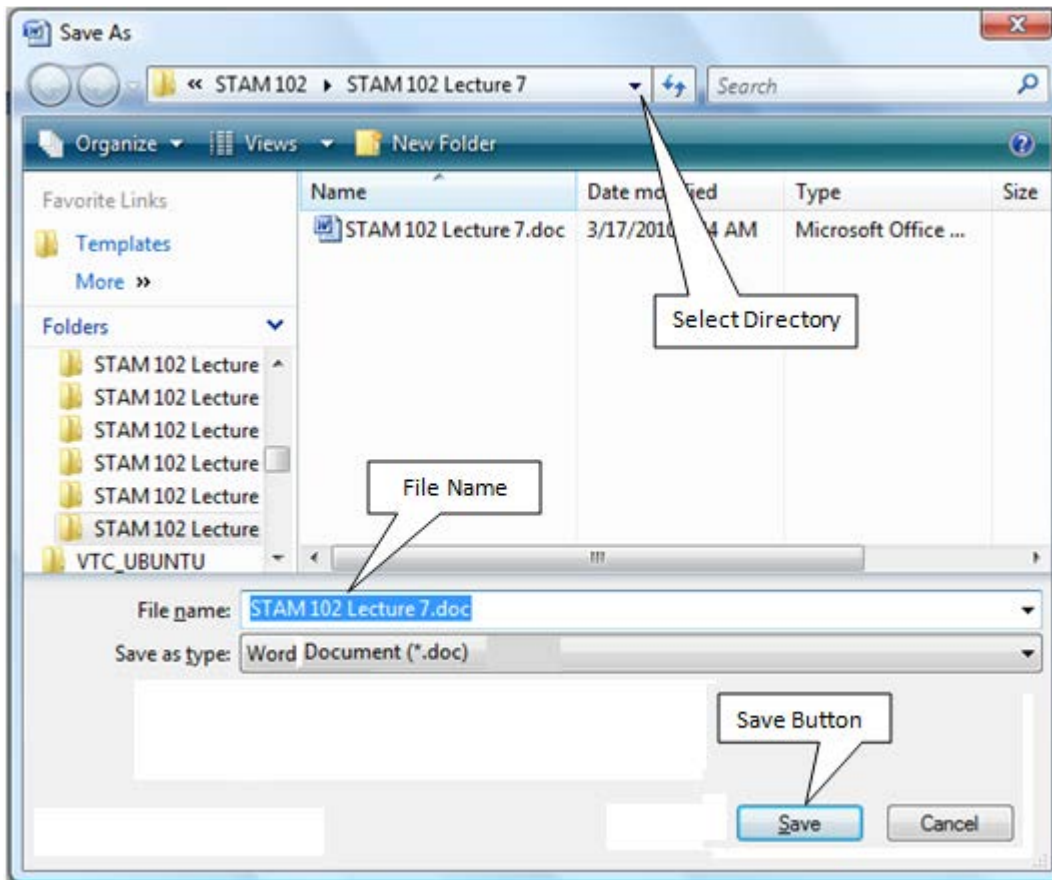 Save As
« STAM 102 ▸ STAM 102 Lecture 7
Search
Organize Views New Folder
Favorite Links
Templates
More »
Folders
STAM 102 Lecture
STAM 102 Lecture
STAM 102 Lecture
STAM 102 Lecture
STAM 102 Lecture
STAM 102 Lecture
VTC_UBUNTU
Name Date modified Type Size
STAM 102 Lecture 7.doc 3/17/2010 4 AM Microsoft Office ...
Select Directory
File Name
File name: STAM 102 Lecture 7.doc
Save as type: Word Document (*.doc)
Save Button
Save Cancel